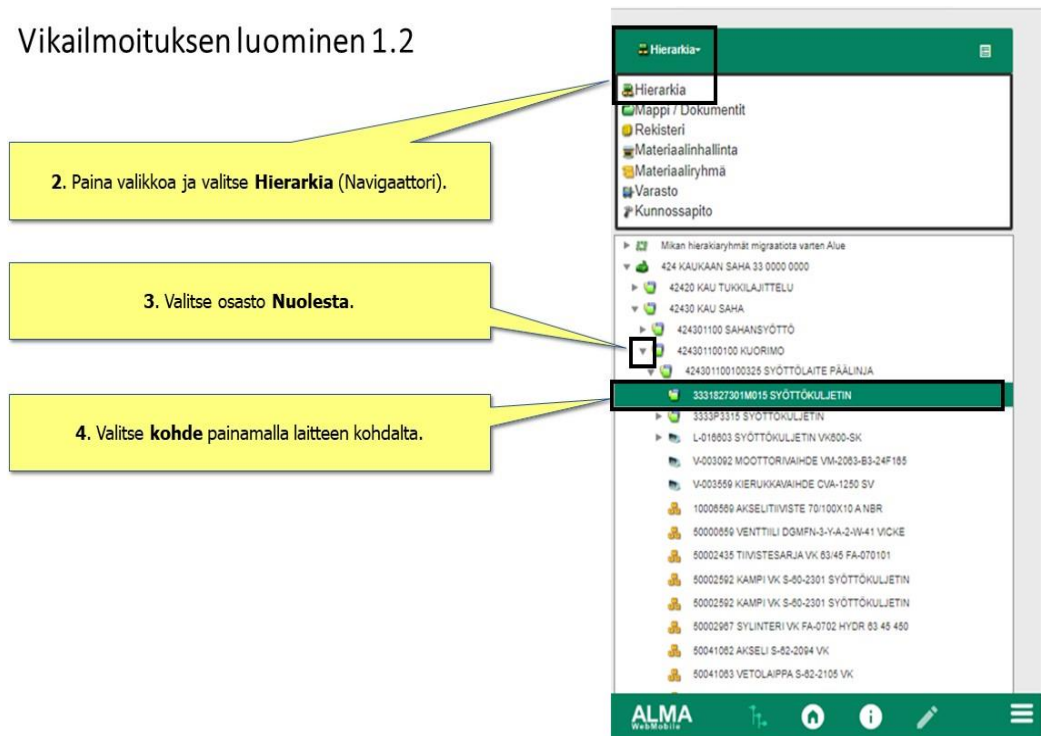 Vikailmoituksen luominen 1.2
2. Paina valikkoa ja valitse Hierarkia (Navigaattori).
3. Valitse osasto Nuolesta.
4. Valitse kohde painamalla laitteen kohdalta.
Hierarkia
Hierarkia
Mappi / Dokumentit
Rekisteri
Materiaalinhallinta
Materiaaliryhmä
Varasto
Kunnossapito
Mikan hierakiaryhmät migraatiota varten Alue
424 KAUKAAN SAHA 33 0000 0000
42420 KAU TUKKILAJITTELU
42430 KAU SAHA
424301100 SAHANSYÖTTÖ
424301100100 KUORIMO
424301100100325 SYÖTTÖLAITE PÄÄLINJA
3331827301M015 SYÖTTÖKULJETIN
3333P3315 SYÖTTÖKULJETIN
L-016603 SYÖTTÖKULJETIN VK600-SK
V-003092 MOOTTORIVAIHDE VM-2063-B3-24F165
V-003559 KIERUKKAVAIHDE CVA-1250 SV
10006569 AKSELITIIVISTE 70/100X10 A NBR
50000659 VENTTIILI DGMFN-3-Y-A-2-W-41 VICKE
50002435 TIIVISTESARJA VK 63/45 FA-070101
50002592 KAMPI VK S-60-2301 SYÖTTÖKULJETIN
50002592 KAMPI VK S-60-2301 SYÖTTÖKULJETIN
50002967 SYLINTERI VK FA-0702 HYDR 63 45 450
50041062 AKSELI S-62-2094 VK
50041063 VETOLAIPPA S-62-2105 VK
ALMA
WebMobile